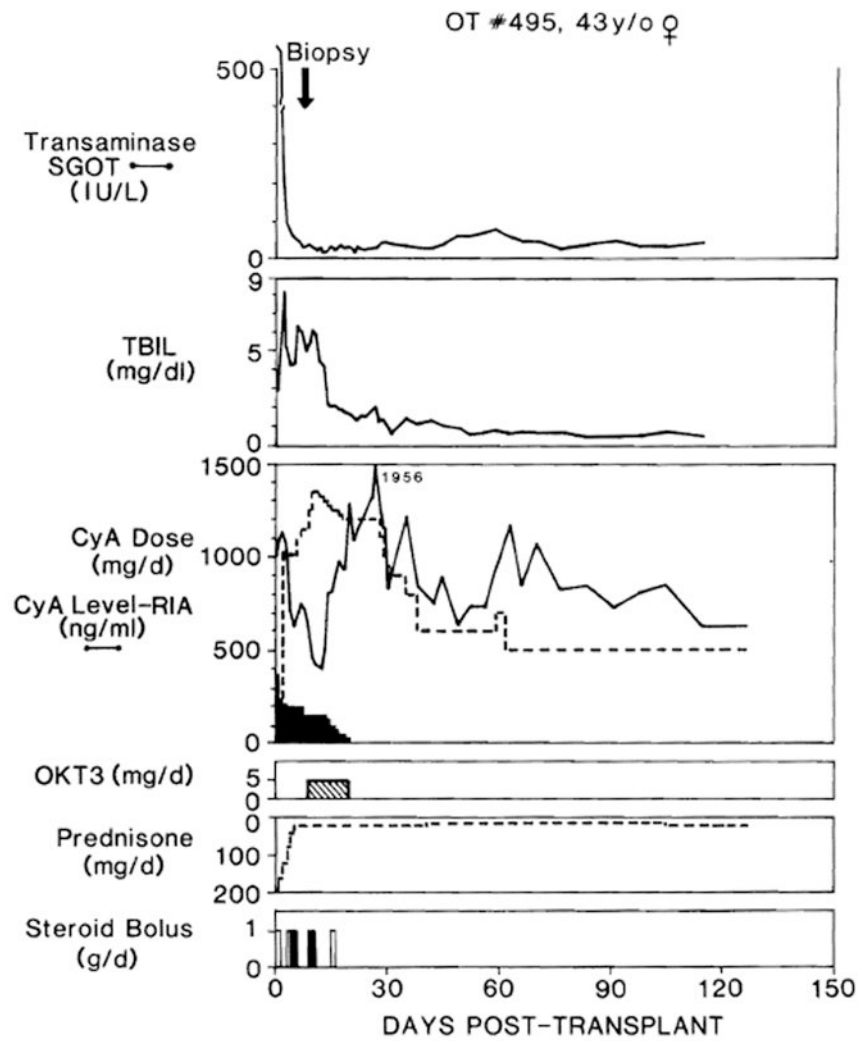 OT #495, 43y/o ♀
Biopsy
500
Transaminase
SGOT
(IU/L)
0
9
TBIL
(mg/dl)
5
0
1500
1956
CyA Dose
(mg/d)
1000
CyA Level-RIA
(ng/ml)
500
0
OKT3 (mg/d)
5
0
Prednisone
(mg/d)
0
100
200
Steroid Bolus
(g/d)
1
0
0 30 60 90 120 150
DAYS POST-TRANSPLANT